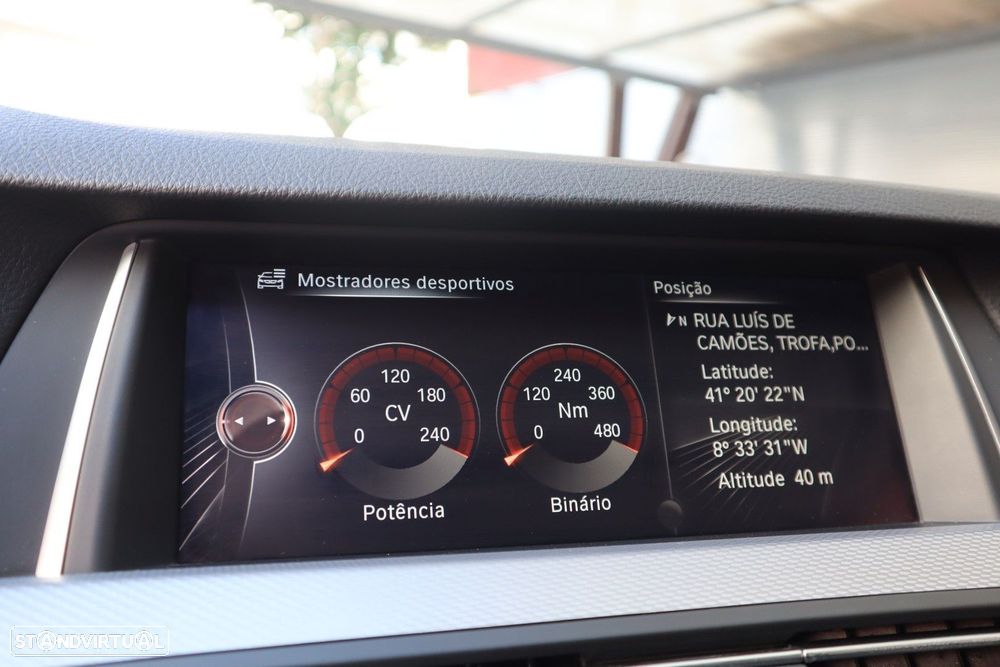 Mostradores desportivos
0
60
120
180
240
CV
Potência
0
120
240
360
480
Nm
Binário
Posição
N RUA LUÍS DE
CAMÕES, TROFA,PO...
Latitude:
41° 20' 22"N
Longitude:
8° 33' 31"W
Altitude 40 m
STANDVIRTUAL